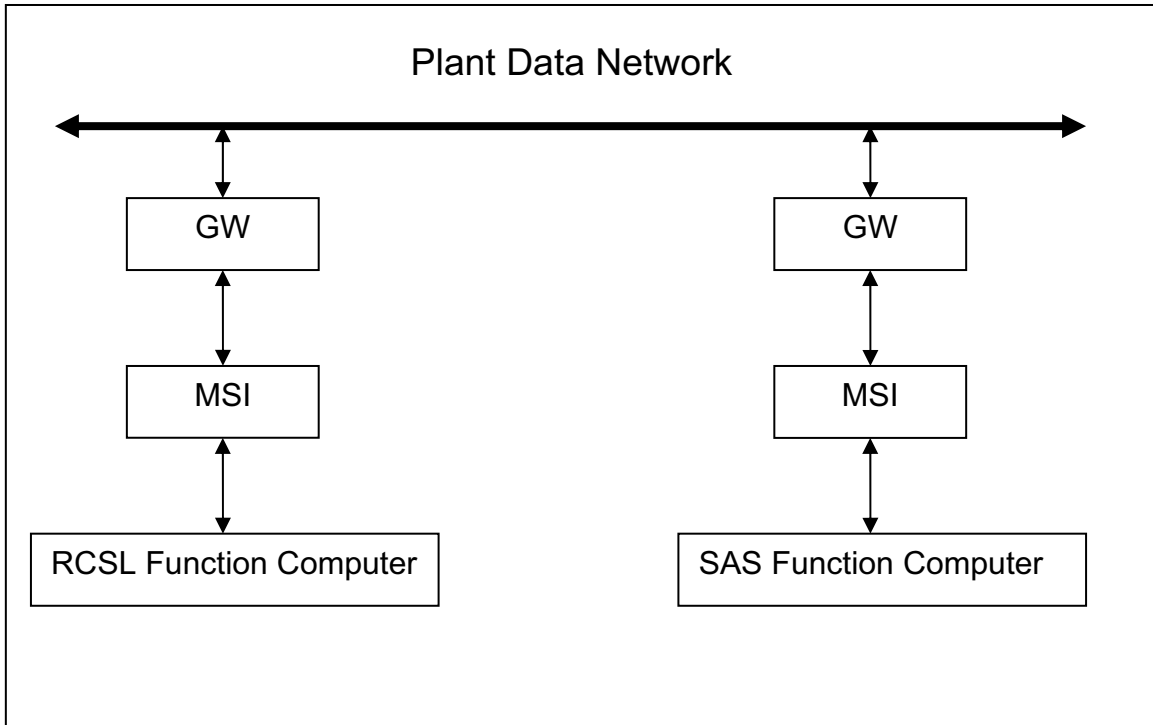 Plant Data Network
GW
GW
MSI
MSI
RCSL Function Computer
SAS Function Computer